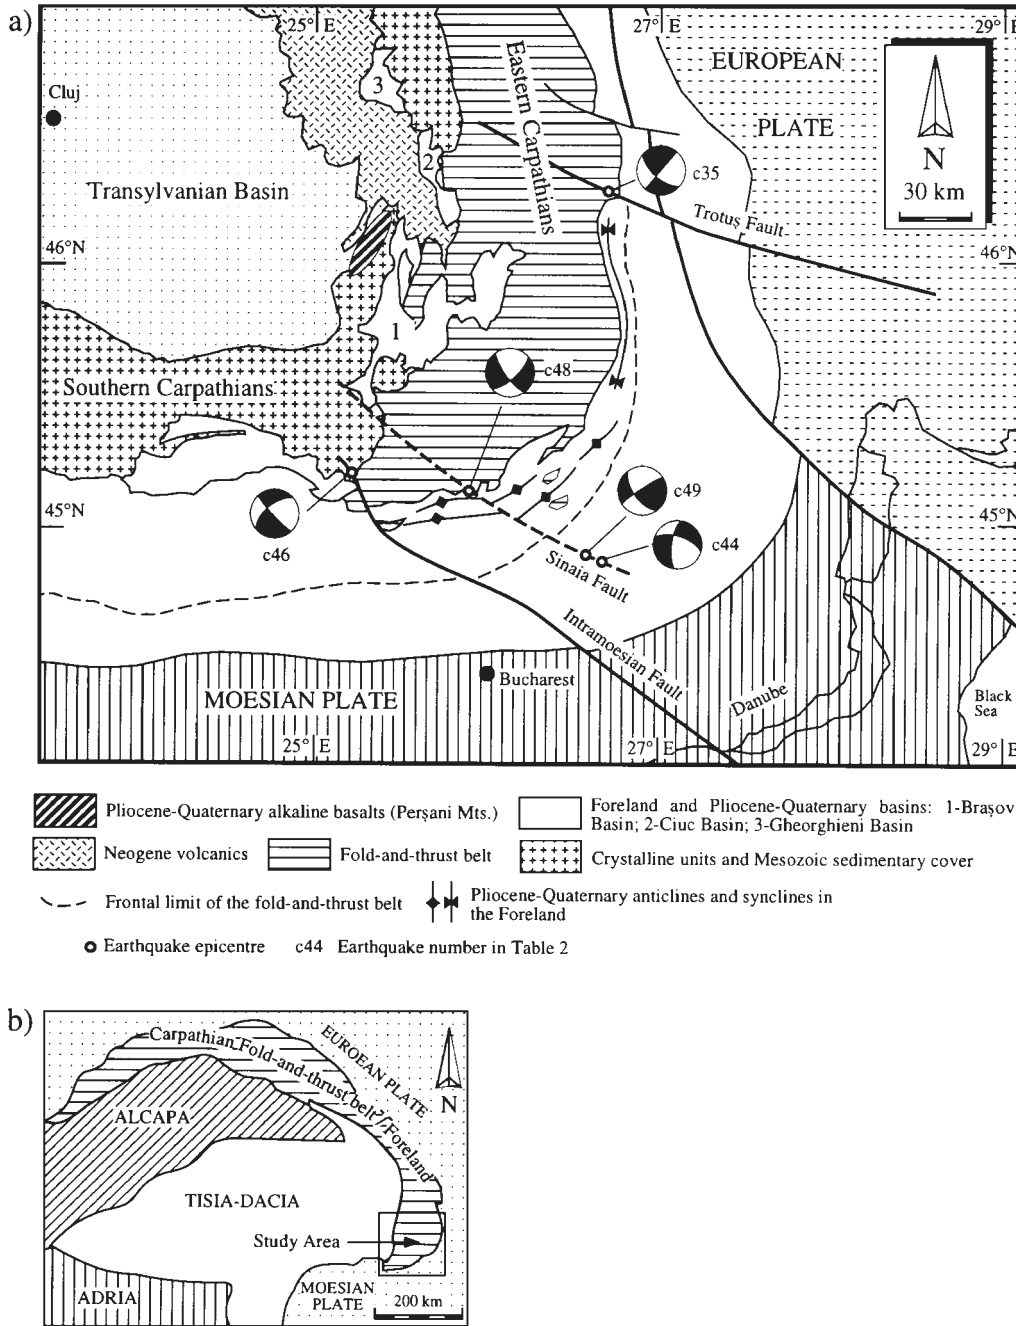 a)
25° E
27° E
29° E
Cluj
3
Eastern Carpathians
EUROPEAN
PLATE
N
30 km
2
c35
Transylvanian Basin
Trotuş Fault
46°N
46°N
1
c48
Southern Carpathians
c49
45°N
45°N
c46
c44
Sinaia Fault
Intramoesian Fault
MOESIAN PLATE
Bucharest
Danube
Black
Sea
25° E
27° E
29° E
Pliocene-Quaternary alkaline basalts (Perşani Mts.)
Foreland and Pliocene-Quaternary basins: 1-Braşov
Basin; 2-Ciuc Basin; 3-Gheorghieni Basin
Neogene volcanics
Fold-and-thrust belt
Crystalline units and Mesozoic sedimentary cover
Frontal limit of the fold-and-thrust belt
Pliocene-Quaternary anticlines and synclines in
the Foreland
Earthquake epicentre
c44 Earthquake number in Table 2
b)
Carpathian Fold-and-thrust belt / Foreland
EUROEAN PLATE
N
ALCAPA
TISIA-DACIA
Study Area
MOESIAN
PLATE
ADRIA
200 km